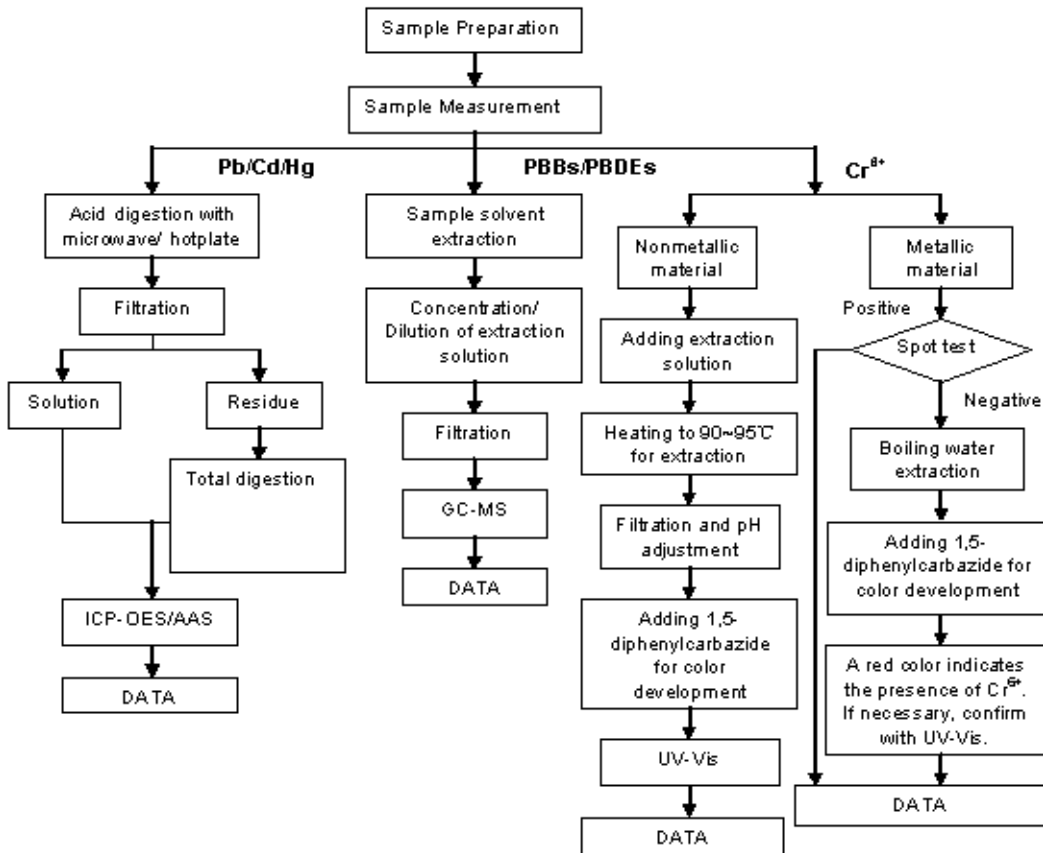 Sample Preparation
Sample Measurement
Pb/Cd/Hg
PBBs/PBDEs
Cr⁶⁺
Acid digestion with
microwave/ hotplate
Filtration
Solution
Residue
Total digestion
ICP-OES/AAS
DATA
Sample solvent
extraction
Concentration/
Dilution of extraction
solution
Filtration
GC-MS
DATA
Nonmetallic
material
Adding extraction
solution
Heating to 90~95℃
for extraction
Filtration and pH
adjustment
Adding 1,5-
diphenylcarbazide
for color
development
UV-Vis
DATA
Metallic
material
Positive
Spot test
Negative
Boiling water
extraction
Adding 1,5-
diphenylcarbazide for
color development
A red color indicates
the presence of Cr⁶⁺.
If necessary, confirm
with UV-Vis.
DATA